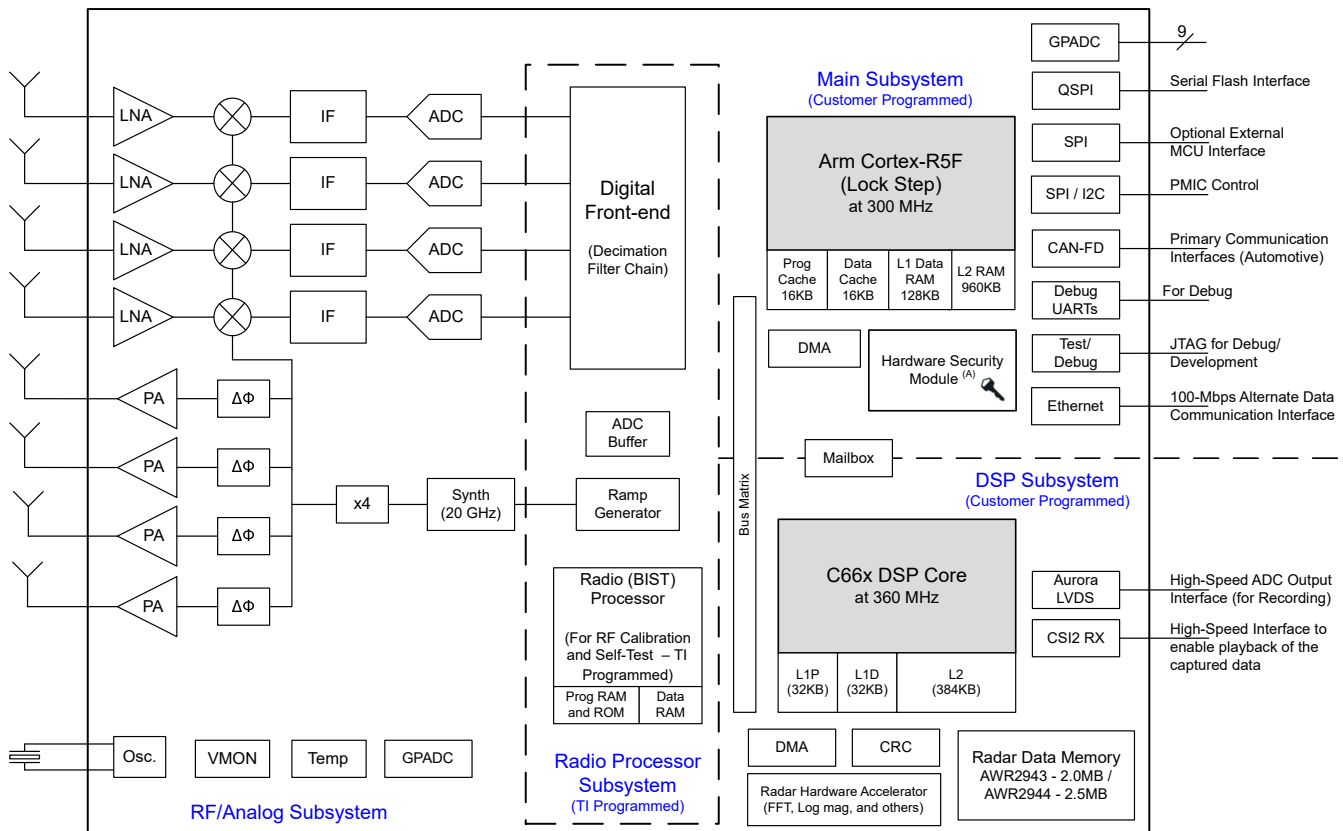 LNA
IF
ADC
LNA
IF
ADC
LNA
IF
ADC
LNA
IF
ADC
Digital
Front-end
(Decimation
Filter Chain)
PA
ΔΦ
PA
ΔΦ
PA
ΔΦ
PA
ΔΦ
x4
Synth
(20 GHz)
Ramp
Generator
ADC
Buffer
Radio (BIST)
Processor
(For RF Calibration
and Self-Test – TI
Programmed)
Prog RAM
and ROM
Data
RAM
Radio Processor
Subsystem
(TI Programmed)
Osc.
VMON
Temp
GPADC
RF/Analog Subsystem
Main Subsystem
(Customer Programmed)
Arm Cortex-R5F
(Lock Step)
at 300 MHz
Prog
Cache
16KB
Data
Cache
16KB
L1 Data
RAM
128KB
L2 RAM
960KB
DMA
Hardware Security
Module (A)
Bus Matrix
Mailbox
DSP Subsystem
(Customer Programmed)
C66x DSP Core
at 360 MHz
L1P
(32KB)
L1D
(32KB)
L2
(384KB)
DMA
CRC
Radar Hardware Accelerator
(FFT, Log mag, and others)
Radar Data Memory
AWR2943 - 2.0MB /
AWR2944 - 2.5MB
GPADC
9
QSPI
Serial Flash Interface
SPI
Optional External
MCU Interface
SPI / I2C
PMIC Control
CAN-FD
Primary Communication
Interfaces (Automotive)
Debug
UARTs
For Debug
Test/
Debug
JTAG for Debug/
Development
Ethernet
100-Mbps Alternate Data
Communication Interface
Aurora
LVDS
High-Speed ADC Output
Interface (for Recording)
CSI2 RX
High-Speed Interface to
enable playback of the
captured data